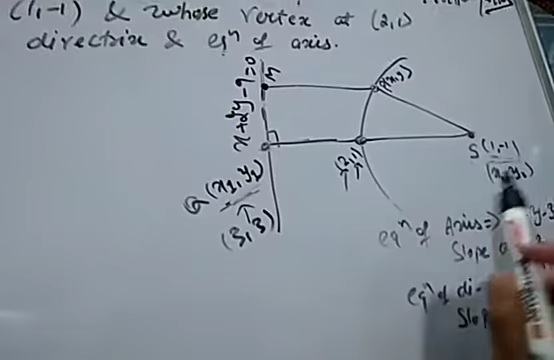 (1,-1) & whose vertex at (2,1)
directrix & eqn of axis.
x+2y-9=0
M
P(x,y)
S(1,-1)
(x1,y1)
(2,1)
G(x2,y2)
(3,3)
eqn of Axis⇒
Slope
eqn of di-
Slop